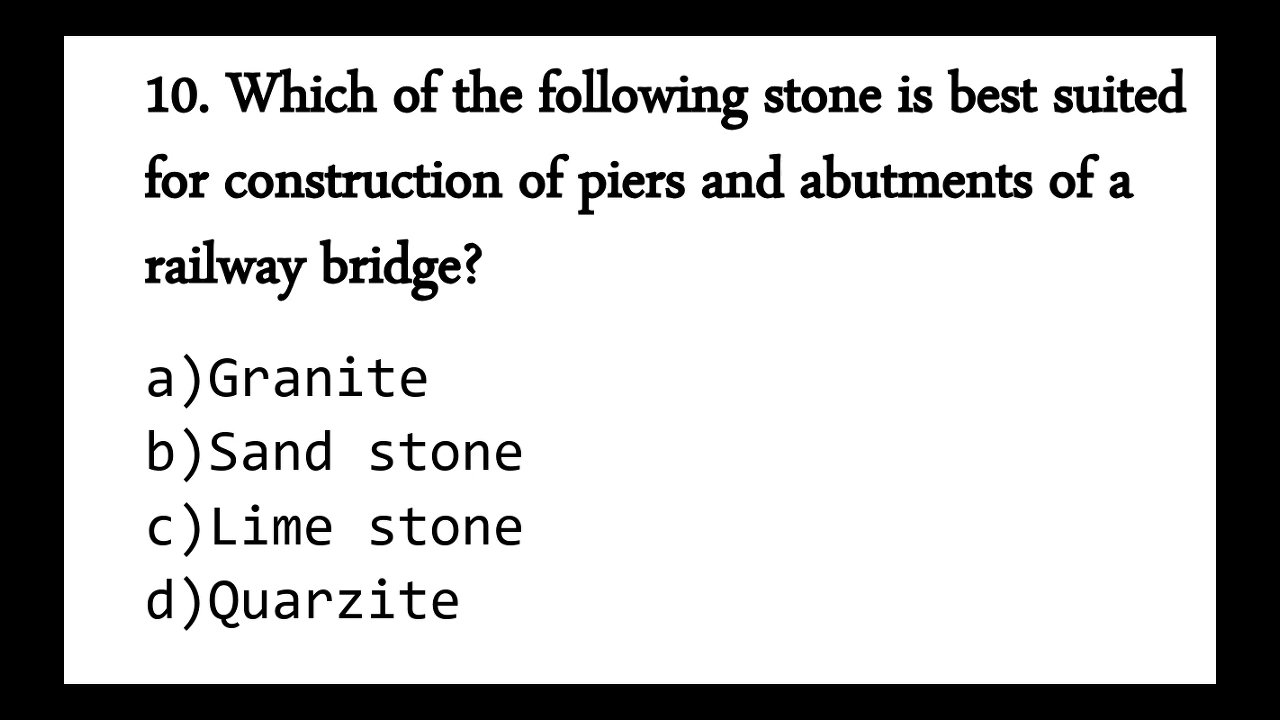 10. Which of the following stone is best suited
for construction of piers and abutments of a
railway bridge?
a)Granite
b)Sand stone
c)Lime stone
d)Quarzite